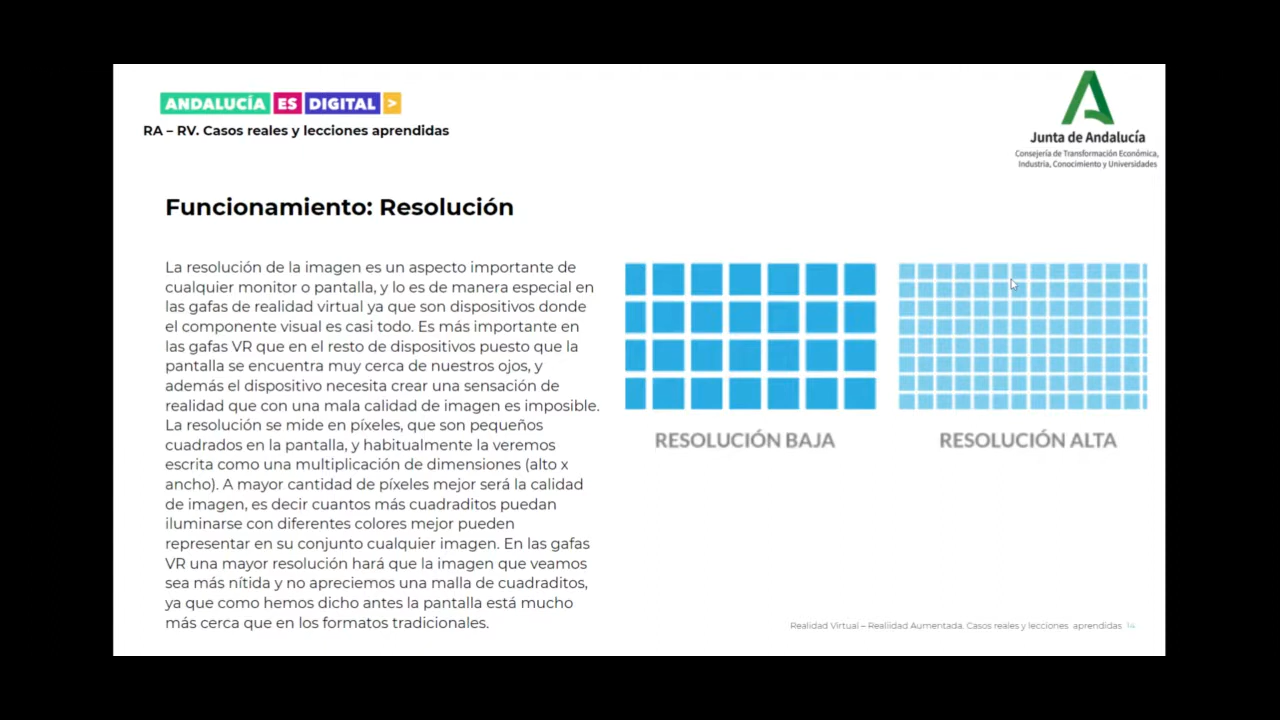 ANDALUCÍA ES DIGITAL >
RA – RV. Casos reales y lecciones aprendidas
Junta de Andalucía
Consejería de Transformación Económica,
Industria, Conocimiento y Universidades
Funcionamiento: Resolución
La resolución de la imagen es un aspecto importante de
cualquier monitor o pantalla, y lo es de manera especial en
las gafas de realidad virtual ya que son dispositivos donde
el componente visual es casi todo. Es más importante en
las gafas VR que en el resto de dispositivos puesto que la
pantalla se encuentra muy cerca de nuestros ojos, y
además el dispositivo necesita crear una sensación de
realidad que con una mala calidad de imagen es imposible.
La resolución se mide en píxeles, que son pequeños
cuadrados en la pantalla, y habitualmente la veremos
escrita como una multiplicación de dimensiones (alto x
ancho). A mayor cantidad de píxeles mejor será la calidad
de imagen, es decir cuantos más cuadraditos puedan
iluminarse con diferentes colores mejor pueden
representar en su conjunto cualquier imagen. En las gafas
VR una mayor resolución hará que la imagen que veamos
sea más nítida y no apreciemos una malla de cuadraditos,
ya que como hemos dicho antes la pantalla está mucho
más cerca que en los formatos tradicionales.
RESOLUCIÓN BAJA
RESOLUCIÓN ALTA
Realidad Virtual – Realiidad Aumentada. Casos reales y lecciones aprendidas 14